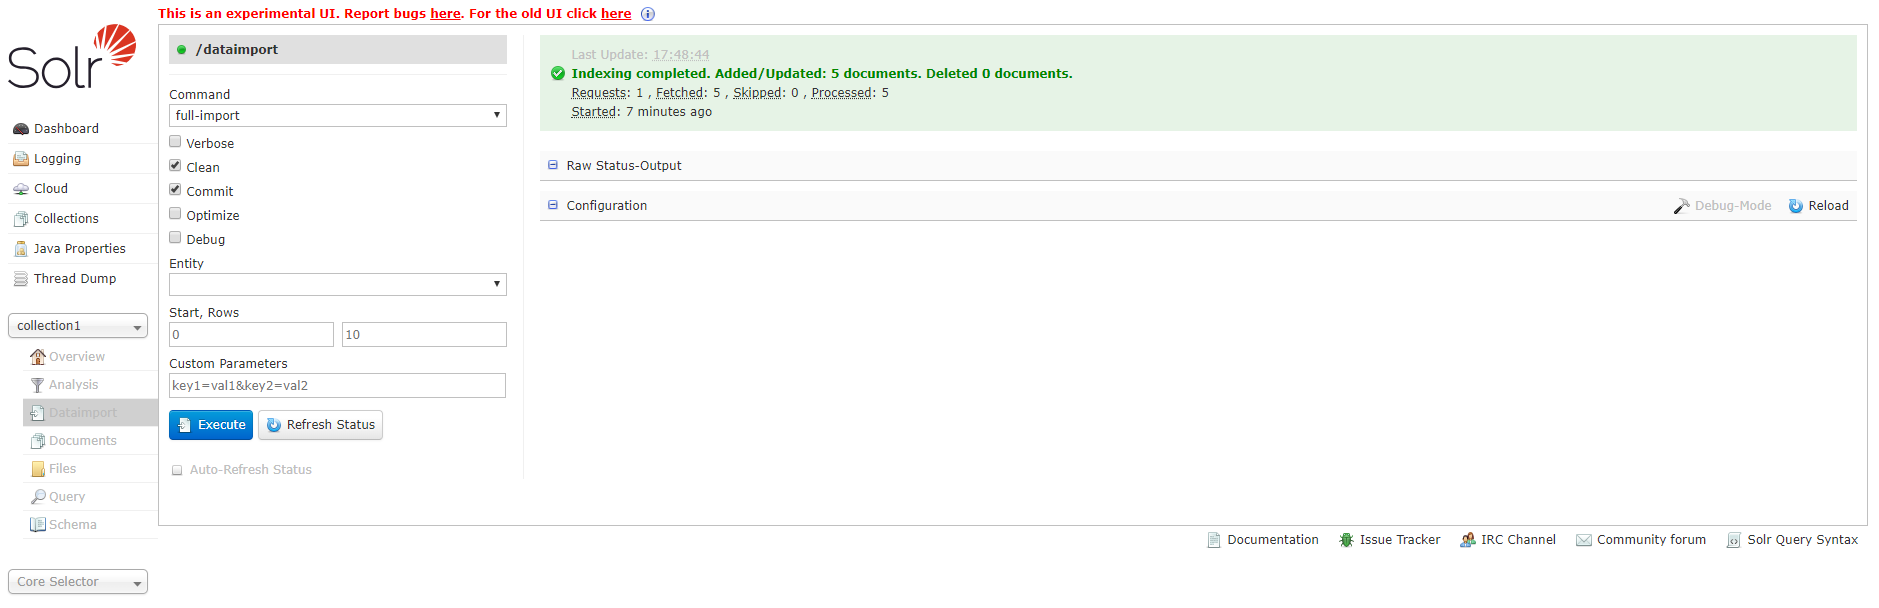 This is an experimental UI. Report bugs here. For the old UI click here
Solr
Dashboard
Logging
Cloud
Collections
Java Properties
Thread Dump
collection1
Overview
Analysis
Dataimport
Documents
Files
Query
Schema
Core Selector
/dataimport
Command
full-import
Verbose
Clean
Commit
Optimize
Debug
Entity
Start, Rows
0 10
Custom Parameters
key1=val1&key2=val2
Execute Refresh Status
Auto-Refresh Status
Last Update: 17:48:44
Indexing completed. Added/Updated: 5 documents. Deleted 0 documents.
Requests: 1 , Fetched: 5 , Skipped: 0 , Processed: 5
Started: 7 minutes ago
Raw Status-Output
Configuration Debug-Mode Reload
Documentation Issue Tracker IRC Channel Community forum Solr Query Syntax